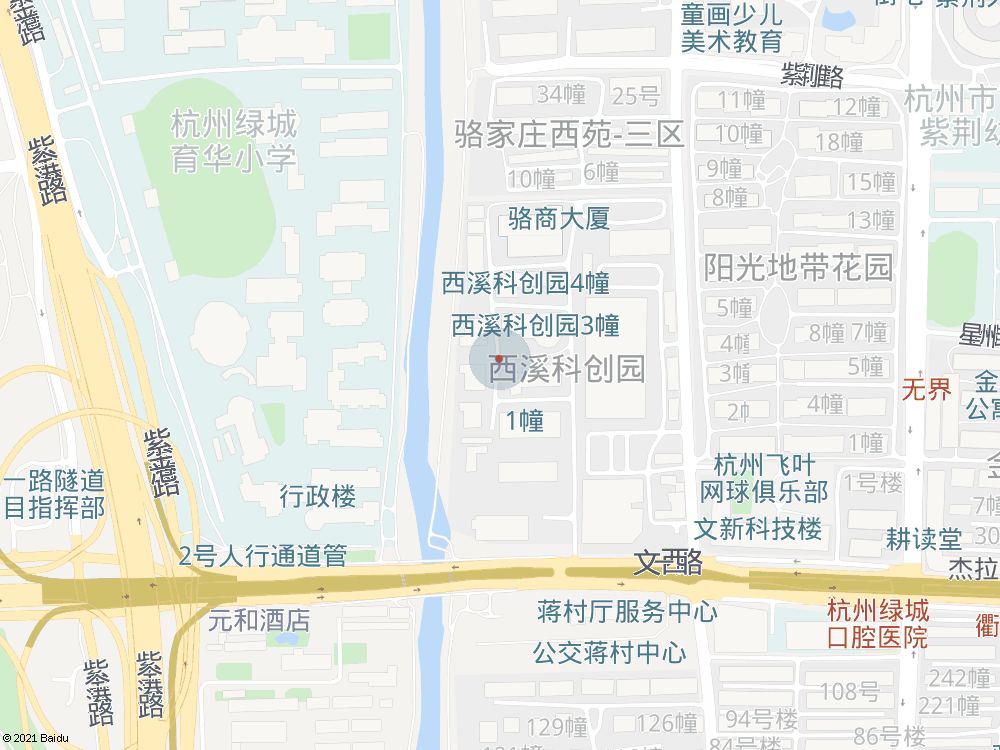 童画少儿
美术教育
紫荆路
34幢
25号
11幢
12幢
杭州市
紫荆幼
杭州绿城
育华小学
骆家庄西苑-三区
10幢
18幢
紫港路
10幢
6幢
9幢
15幢
8幢
骆商大厦
13幢
阳光地带花园
西溪科创园4幢
5幢
西溪科创园3幢
8幢
7幢
4幢
西溪科创园
3幢
5幢
无界
金
公寓
1幢
4幢
1幢
紫金港路
一路隧道
目指挥部
行政楼
杭州飞叶
网球俱乐部
1号楼
7幢
文新科技楼
30
耕读堂
2号人行通道管
文一西路
杰拉
元和酒店
蒋村厅服务中心
杭州绿城
口腔医院
衢
公交蒋村中心
108号
242幢
221幢
129幢
126幢
94号楼
86号楼
84号楼
© 2021 Baidu